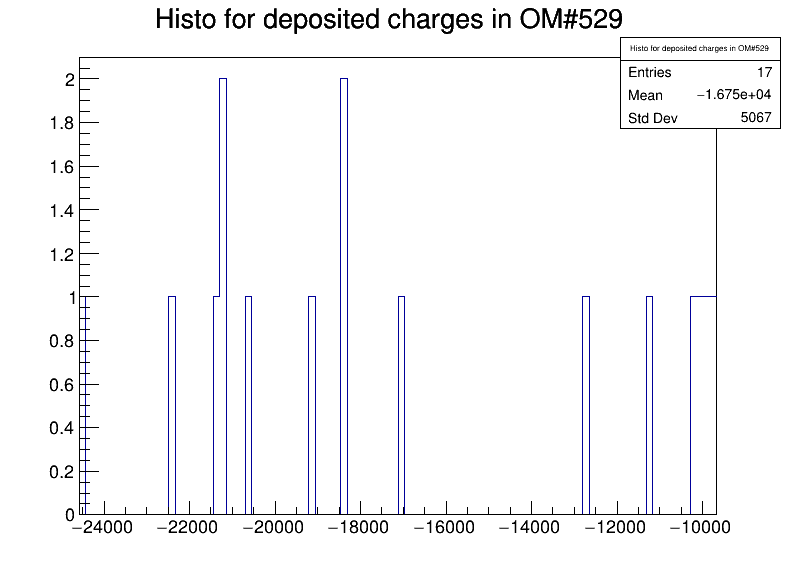 Histo for deposited charges in OM#529
Histo for deposited charges in OM#529
Entries 17
Mean −1.675e+04
Std Dev 5067
2
1.8
1.6
1.4
1.2
1
0.8
0.6
0.4
0.2
0
−24000 −22000 −20000 −18000 −16000 −14000 −12000 −10000